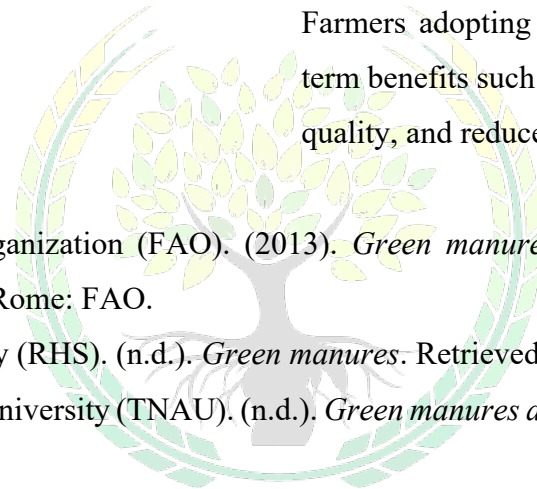 Farmers adopting
term benefits such
quality, and reduce
ganization (FAO). (2013). Green manure
Rome: FAO.
y (RHS). (n.d.). Green manures. Retrieved
niversity (TNAU). (n.d.). Green manures a